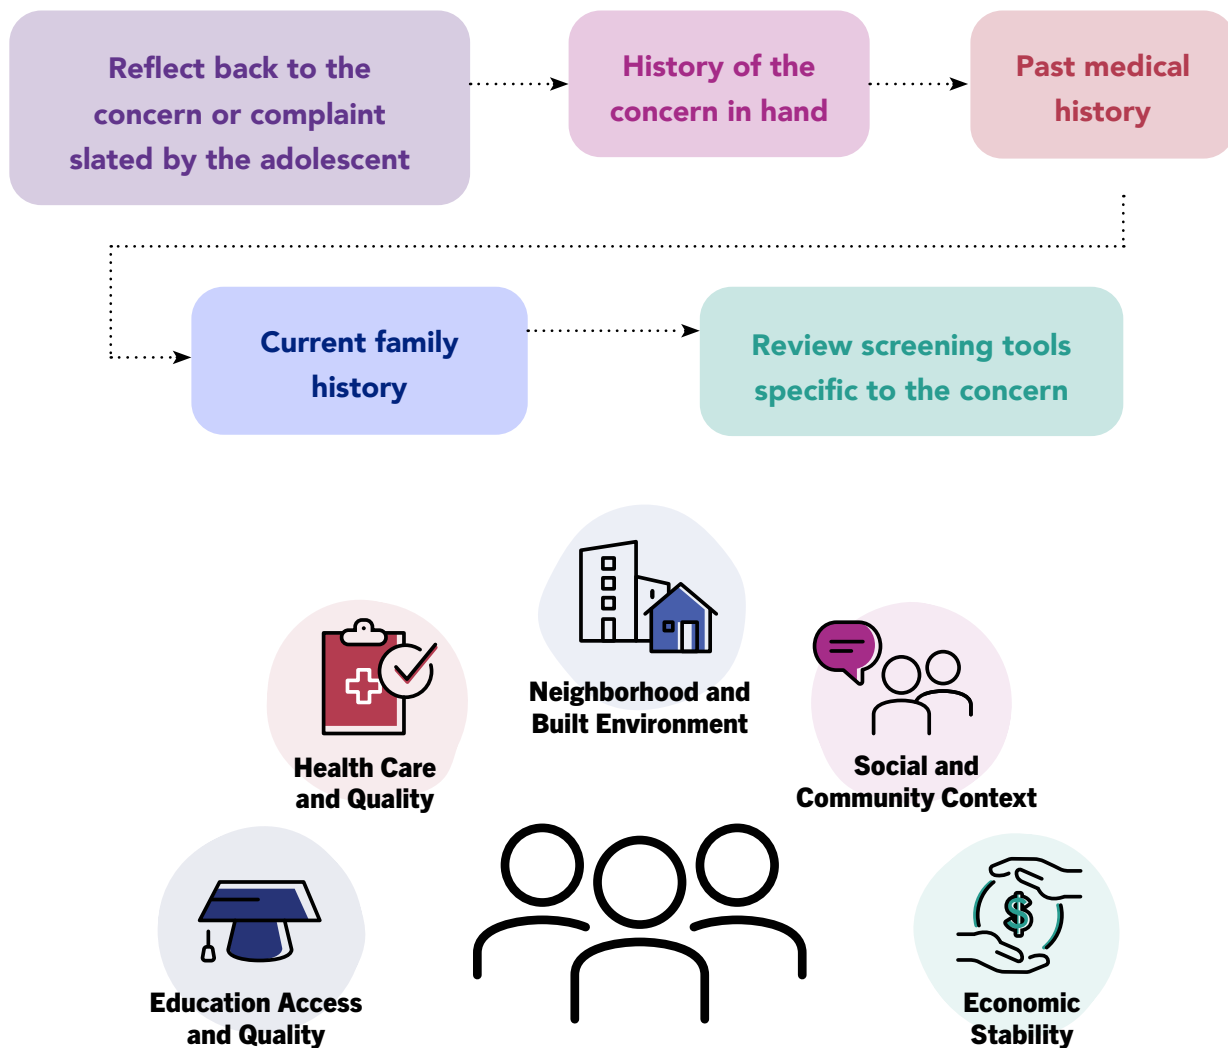 Reflect back to the
concern or complaint
slated by the adolescent
History of the
concern in hand
Past medical
history
Current family
history
Review screening tools
specific to the concern
Neighborhood and
Built Environment
Health Care
and Quality
Social and
Community Context
$
Education Access
and Quality
Economic
Stability